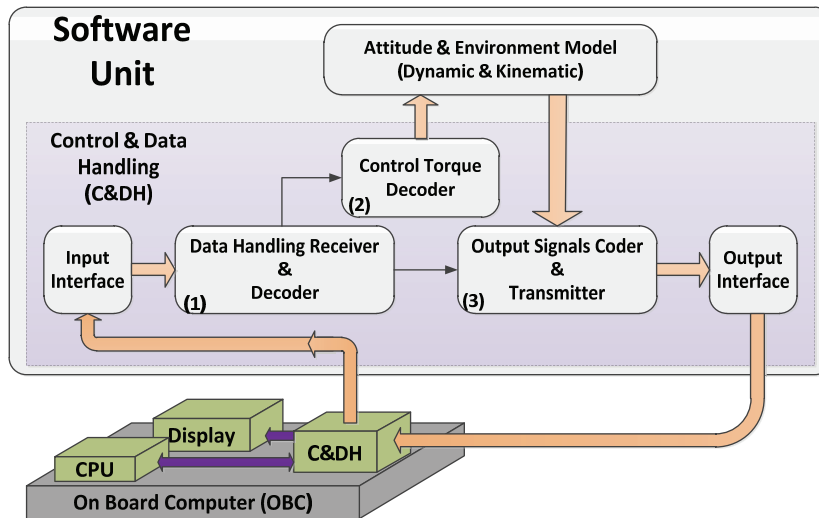 Software
Unit
Attitude & Environment Model
(Dynamic & Kinematic)
Control & Data
Handling
(C&DH)
Control Torque
Decoder
(2)
Input
Interface
Data Handling Receiver
&
Decoder
(1)
Output Signals Coder
&
Transmitter
(3)
Output
Interface
Display
C&DH
CPU
On Board Computer (OBC)